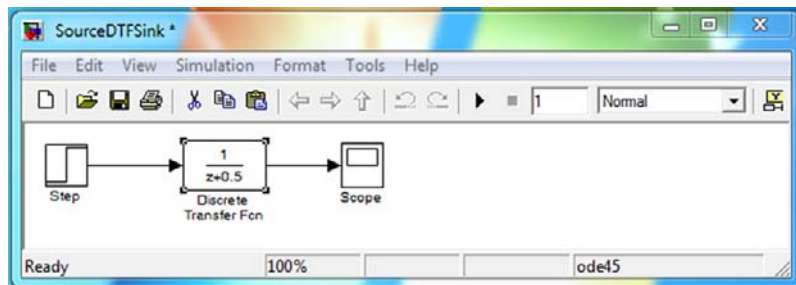 SourceDTFSink *
File Edit View Simulation Format Tools Help
1 Normal
1
z+0.5
Step
Discrete
Transfer Fcn
Scope
Ready 100% ode45